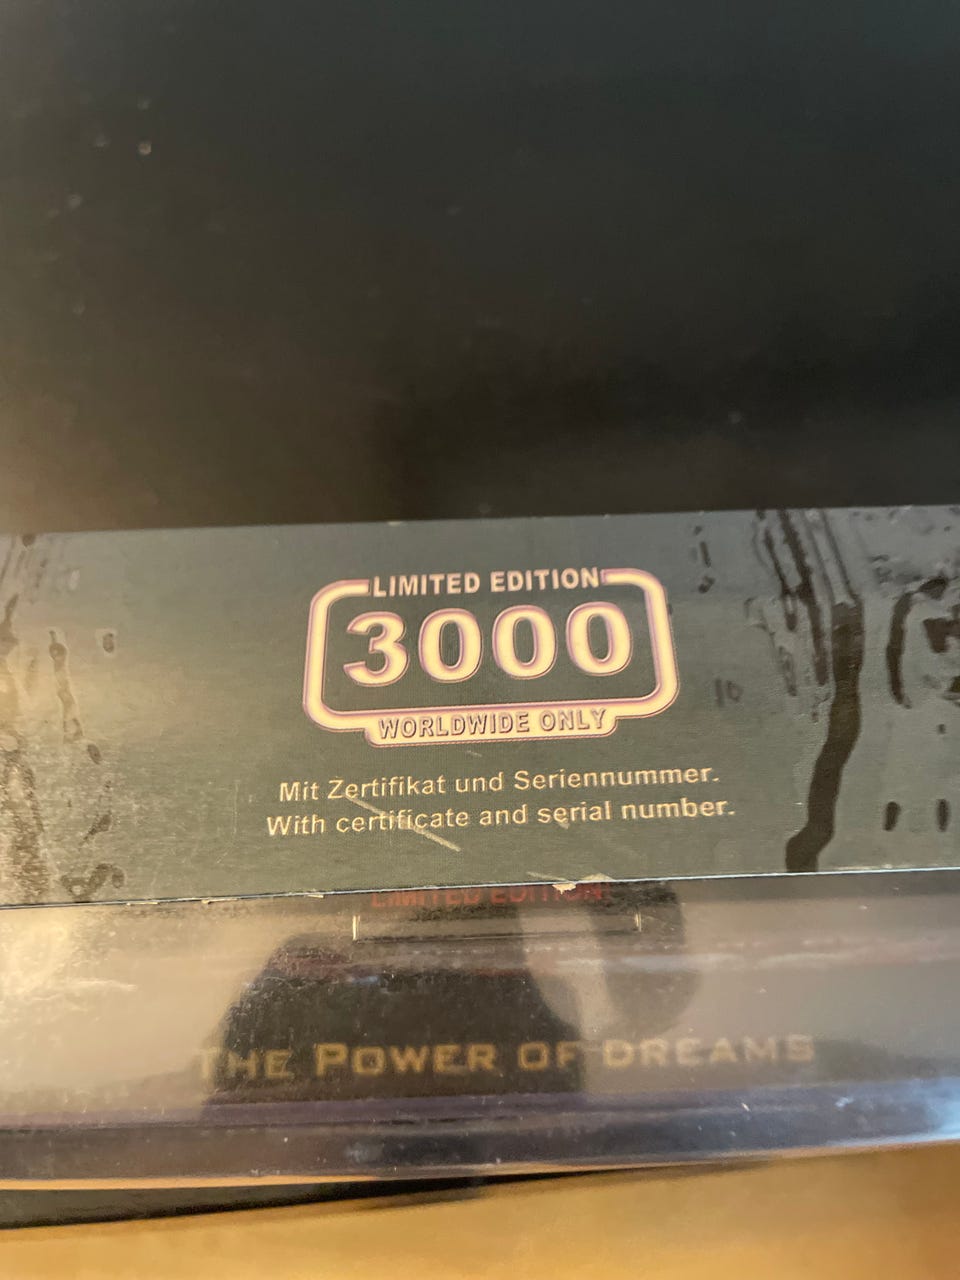 LIMITED EDITION
3000
WORLDWIDE ONLY
Mit Zertifikat und Seriennummer.
With certificate and serial number.
LIMITED EDITION
THE POWER OF DREAMS